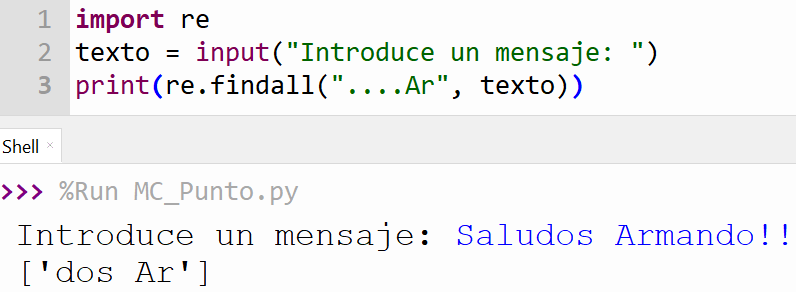 1 import re
2 texto = input("Introduce un mensaje: ")
3 print(re.findall("....Ar", texto))
Shell ×
>>> %Run MC_Punto.py
Introduce un mensaje: Saludos Armando!!
['dos Ar']